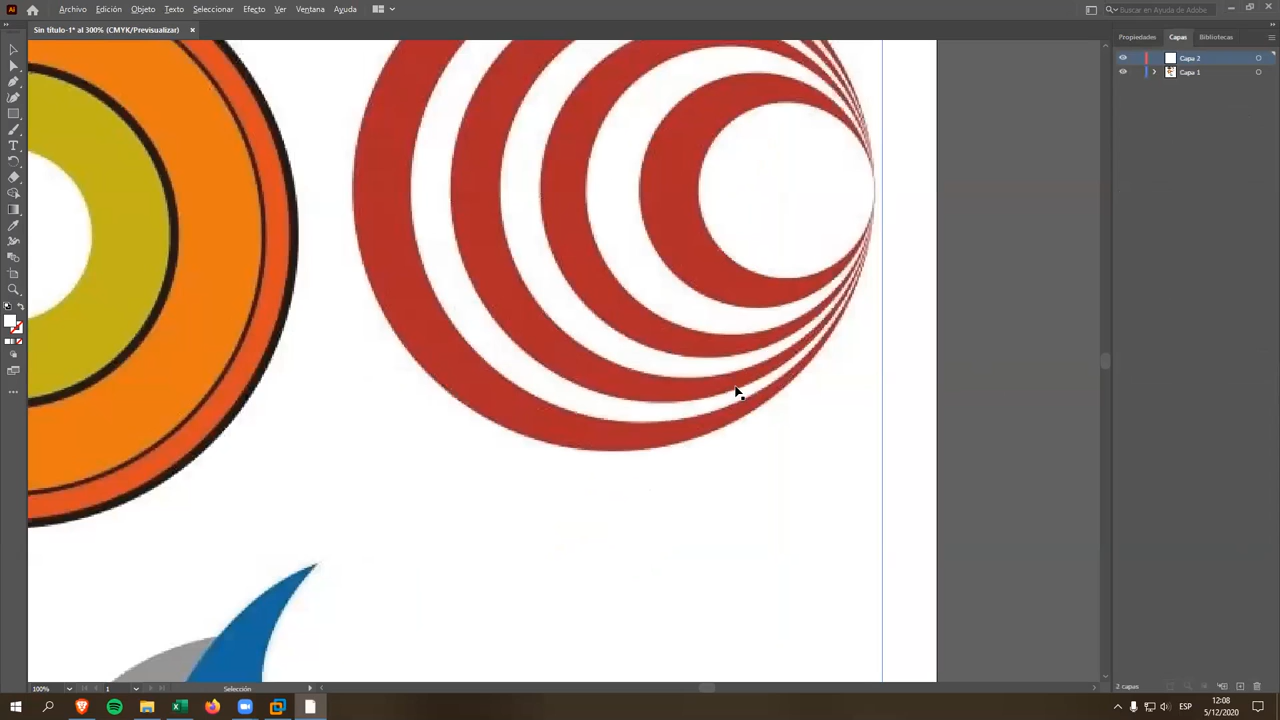 Archivo Edición Objeto Texto Seleccionar Efecto Ver Ventana Ayuda
Buscar en Ayuda de Adobe
Sin título-1* al 300% (CMYK/Previsualizar)
Propiedades Capas Bibliotecas
Capa 2
Capa 1
100% 1 Selección
2 capas
ESP
12:08
5/12/2020